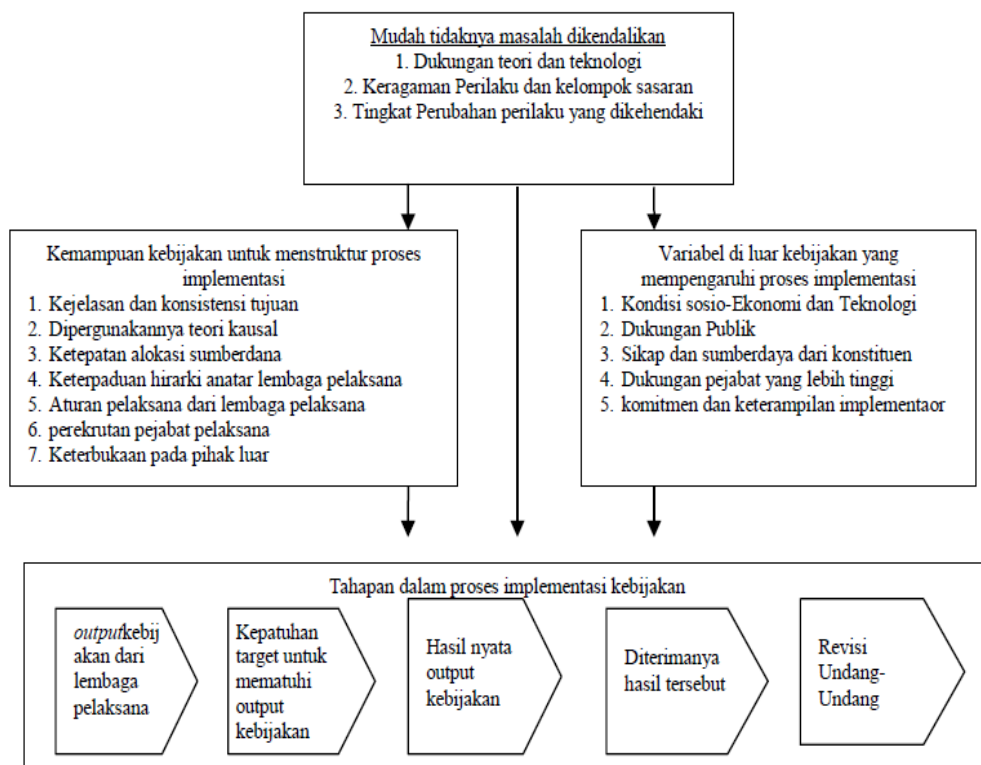 Mudah tidaknya masalah dikendalikan
1. Dukungan teori dan teknologi
2. Keragaman Perilaku dan kelompok sasaran
3. Tingkat Perubahan perilaku yang dikehendaki
Kemampuan kebijakan untuk menstruktur proses
implementasi
1. Kejelasan dan konsistensi tujuan
2. Dipergunakannya teori kausal
3. Ketepatan alokasi sumberdana
4. Keterpaduan hirarki anatar lembaga pelaksana
5. Aturan pelaksana dari lembaga pelaksana
6. perekrutan pejabat pelaksana
7. Keterbukaan pada pihak luar
Variabel di luar kebijakan yang
mempengaruhi proses implementasi
1. Kondisi sosio-Ekonomi dan Teknologi
2. Dukungan Publik
3. Sikap dan sumberdaya dari konstituen
4. Dukungan pejabat yang lebih tinggi
5. komitmen dan keterampilan implementaor
Tahapan dalam proses implementasi kebijakan
outputkebij
akan dari
lembaga
pelaksana
Kepatuhan
target untuk
mematuhi
output
kebijakan
Hasil nyata
output
kebijakan
Diterimanya
hasil tersebut
Revisi
Undang-
Undang